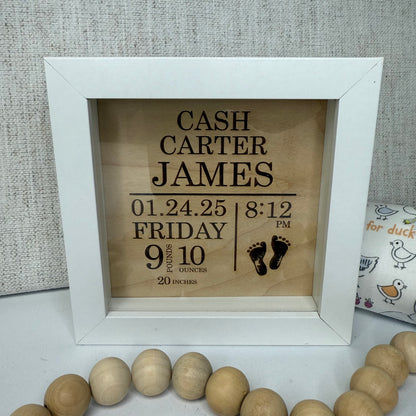 CASH
CARTER
JAMES
01.24.25
FRIDAY
9 POUNDS 10 OUNCES
20 INCHES
8:12
PM
for duck